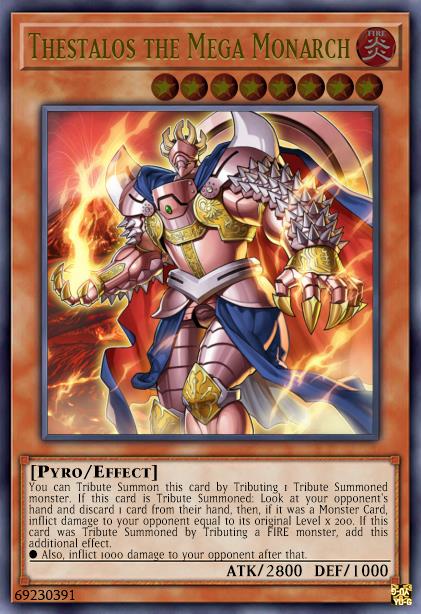 THESTALOS THE MEGA MONARCH
FIRE
炎
[PYRO/EFFECT]
You can Tribute Summon this card by Tributing 1 Tribute Summoned
monster. If this card is Tribute Summoned: Look at your opponent's
hand and discard 1 card from their hand, then, if it was a Monster Card,
inflict damage to your opponent equal to its original Level x 200. If this
card was Tribute Summoned by Tributing a FIRE monster, add this
additional effect.
● Also, inflict 1000 damage to your opponent after that.
ATK/2800 DEF/1000
69230391